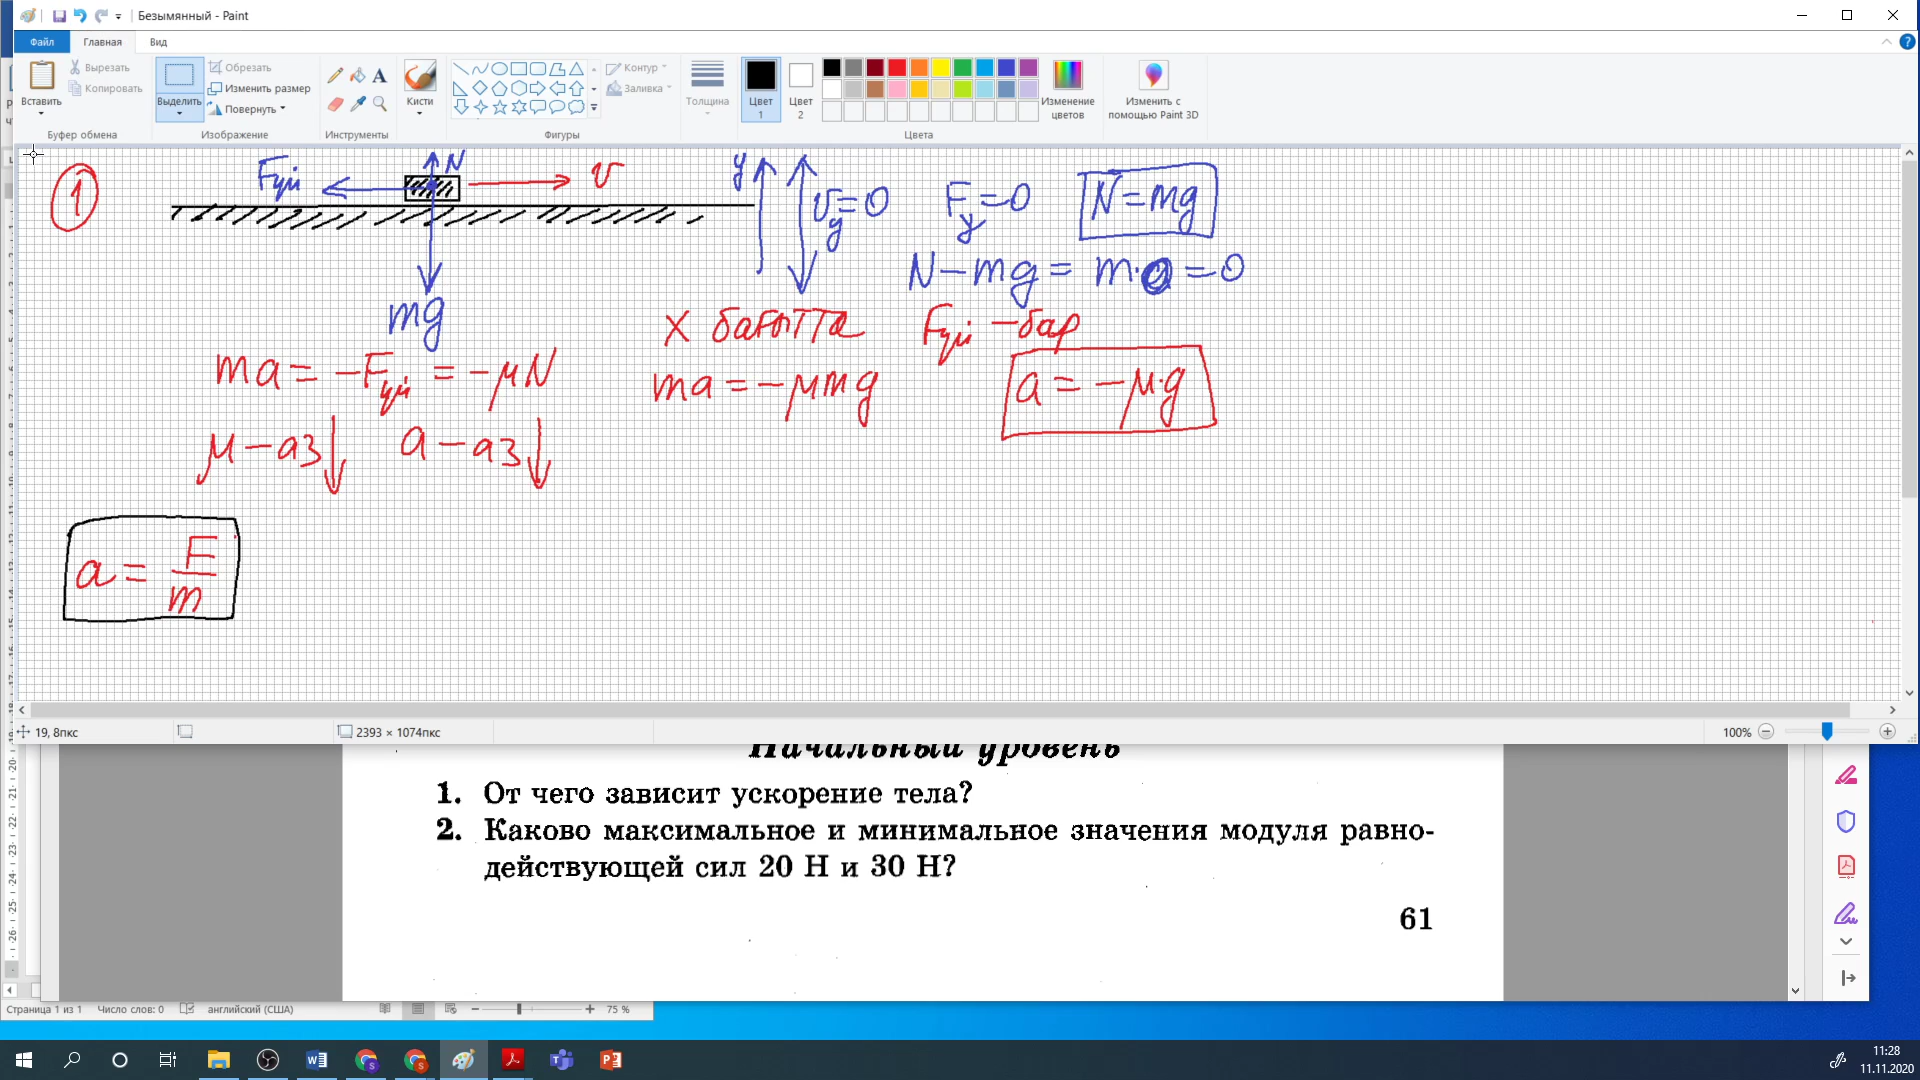 Безымянный - Paint
Файл Главная Вид
Вставить
Вырезать
Копировать
Буфер обмена
Выделить
Обрезать
Изменить размер
Повернуть
Изображение
Инструменты
Кисти
Контур
Заливка
Фигуры
Толщина
Цвет 1
Цвет 2
Изменение цветов
Изменить с помощью Paint 3D
Цвета
1
Fүй N v y vy=0 Fy=0 N=mg
N-mg= m·a=0
mg
x бағытта Fүй -бар
ma = -Fүй = -μN ma = -μmg a = -μ·g
μ - аз↓ a - аз↓
a = F/m
19, 8пкс 2393 × 1074пкс 100%
Начальный уровень
1. От чего зависит ускорение тела?
2. Каково максимальное и минимальное значения модуля равно-
действующей сил 20 Н и 30 Н?
61
Страница 1 из 1 Число слов: 0 английский (США) 75 %
11:28
11.11.2020